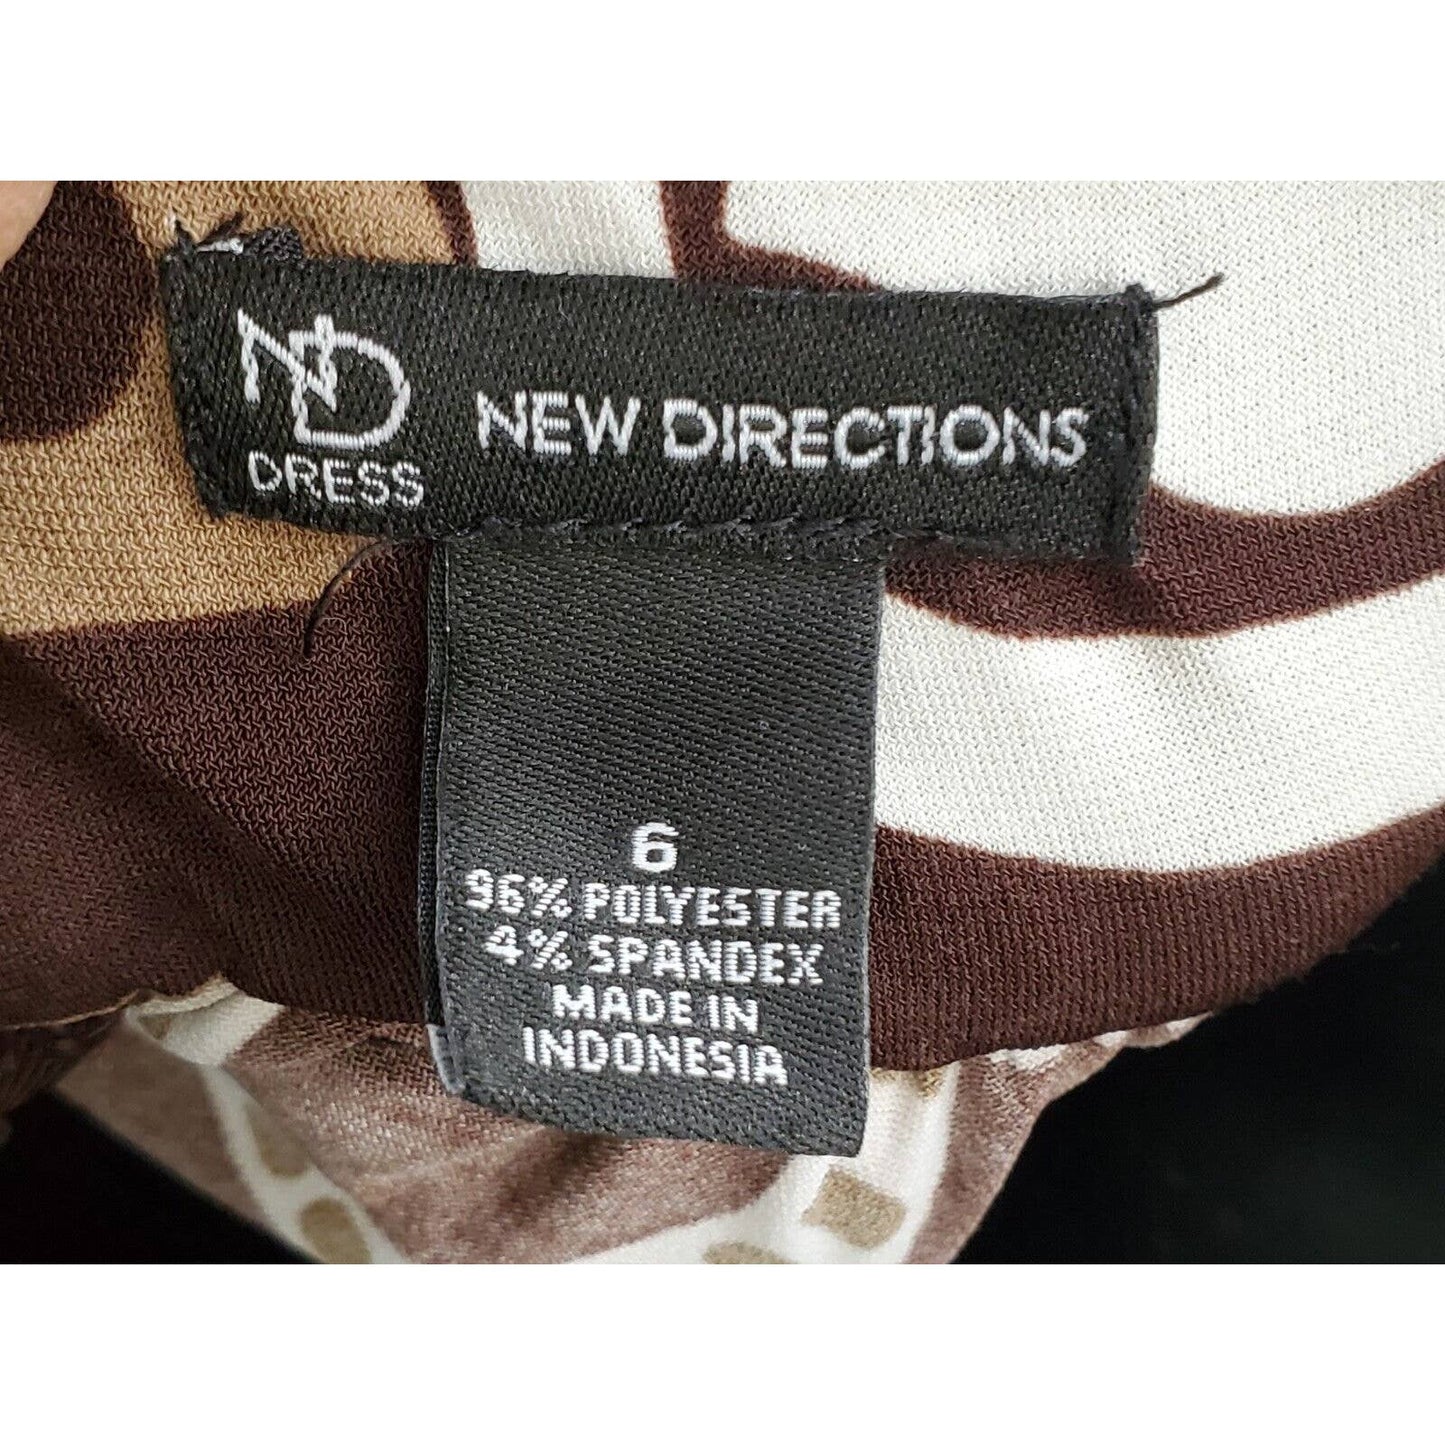 ND
DRESS
NEW DIRECTIONS
6
96% POLYESTER
4% SPANDEX
MADE IN
INDONESIA